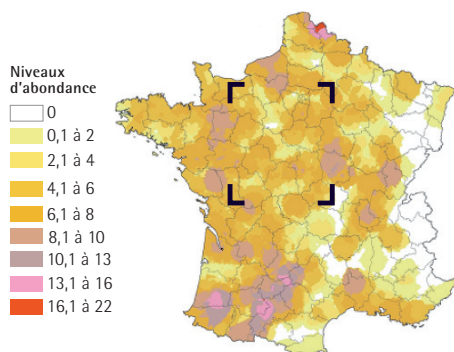 Niveaux
d'abondance
0
0,1 à 2
2,1 à 4
4,1 à 6
6,1 à 8
8,1 à 10
10,1 à 13
13,1 à 16
16,1 à 22